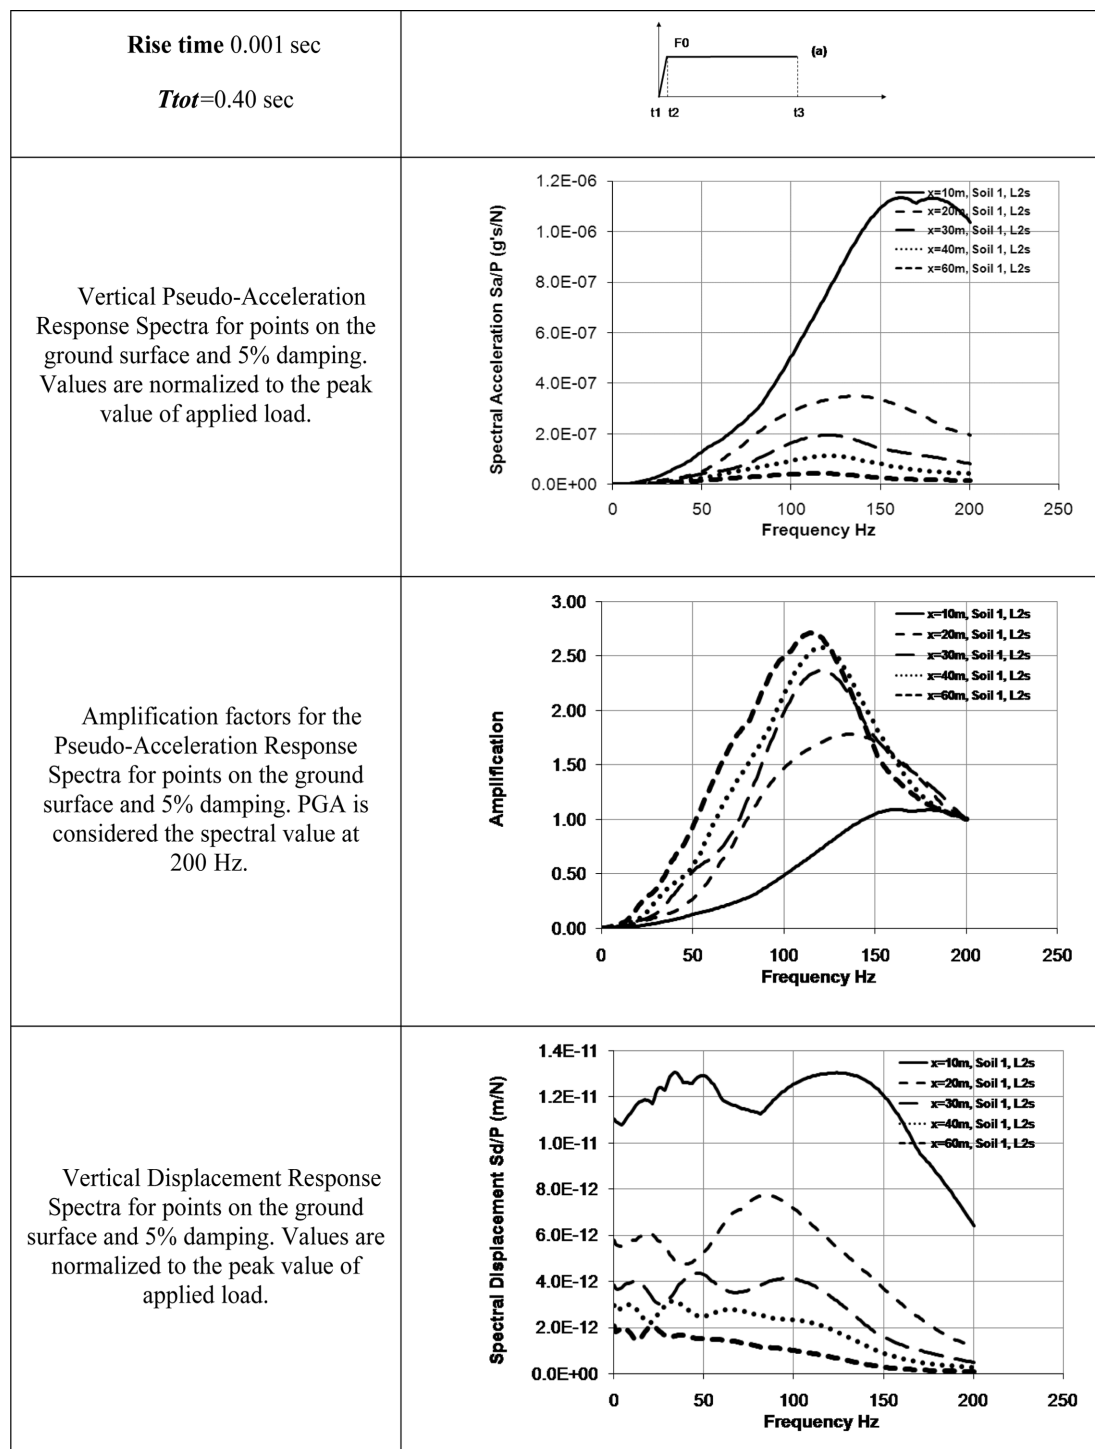 Rise time 0.001 sec
Ttot=0.40 sec
F0
(a)
t1 t2 t3
Vertical Pseudo-Acceleration
Response Spectra for points on the
ground surface and 5% damping.
Values are normalized to the peak
value of applied load.
Spectral Acceleration Sa/P (g's/N)
1.2E-06
1.0E-06
8.0E-07
6.0E-07
4.0E-07
2.0E-07
0.0E+00
x=10m, Soil 1, L2s
x=20m, Soil 1, L2s
x=30m, Soil 1, L2s
x=40m, Soil 1, L2s
x=60m, Soil 1, L2s
0 50 100 150 200 250
Frequency Hz
Amplification factors for the
Pseudo-Acceleration Response
Spectra for points on the ground
surface and 5% damping. PGA is
considered the spectral value at
200 Hz.
Amplification
3.00
2.50
2.00
1.50
1.00
0.50
0.00
x=10m, Soil 1, L2s
x=20m, Soil 1, L2s
x=30m, Soil 1, L2s
x=40m, Soil 1, L2s
x=60m, Soil 1, L2s
0 50 100 150 200 250
Frequency Hz
Vertical Displacement Response
Spectra for points on the ground
surface and 5% damping. Values are
normalized to the peak value of
applied load.
Spectral Displacement Sd/P (m/N)
1.4E-11
1.2E-11
1.0E-11
8.0E-12
6.0E-12
4.0E-12
2.0E-12
0.0E+00
x=10m, Soil 1, L2s
x=20m, Soil 1, L2s
x=30m, Soil 1, L2s
x=40m, Soil 1, L2s
x=60m, Soil 1, L2s
0 50 100 150 200 250
Frequency Hz